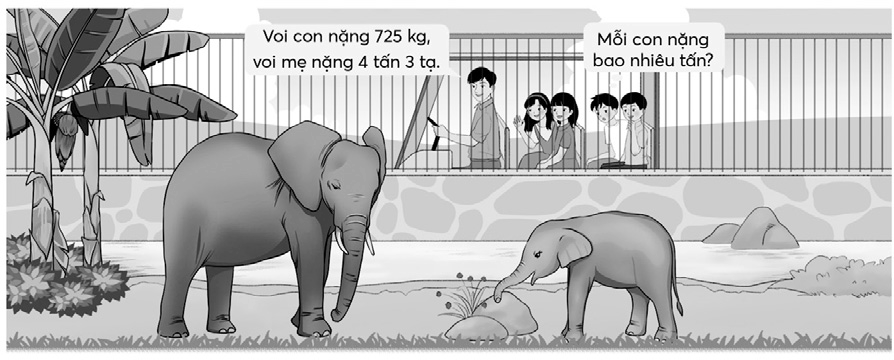 Voi con nặng 725 kg,
voi mẹ nặng 4 tấn 3 tạ.
Mỗi con nặng
bao nhiêu tấn?